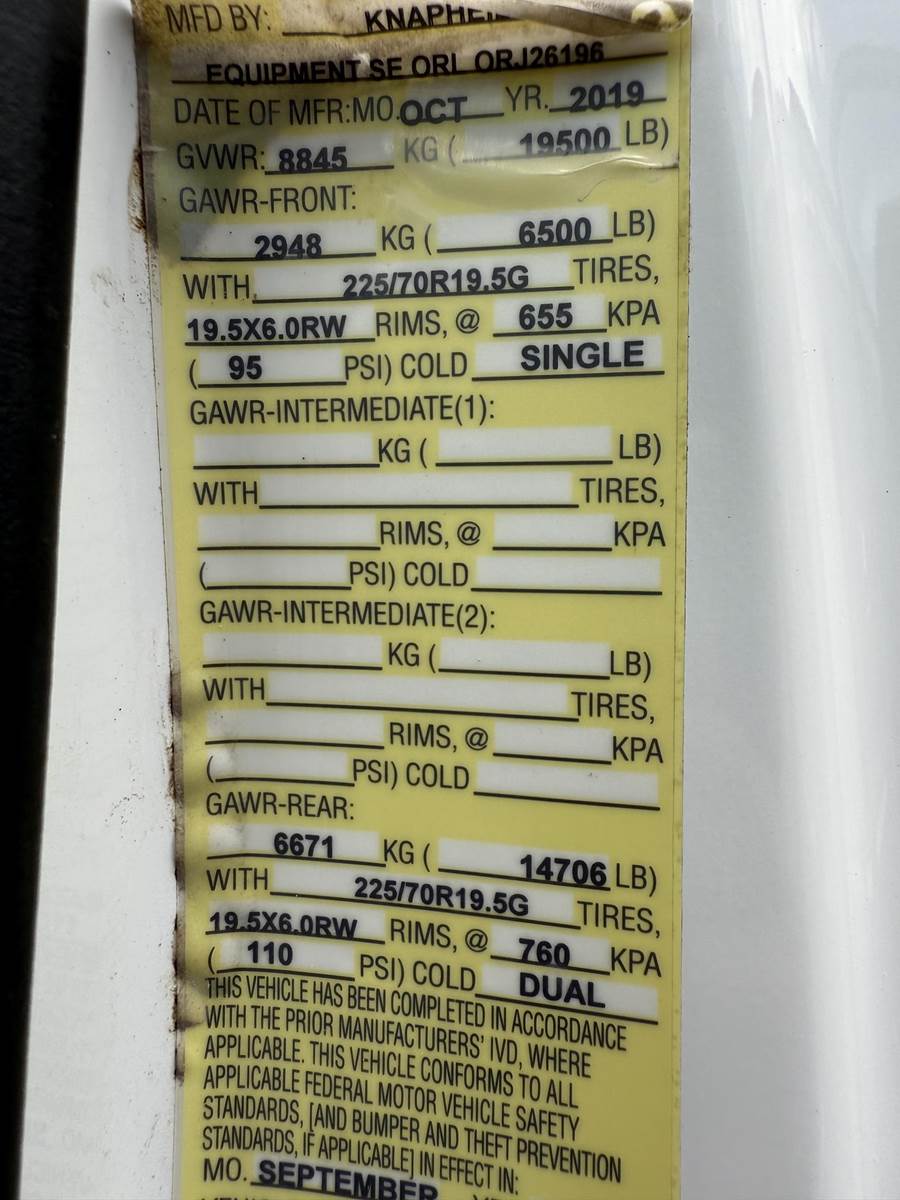 MFD BY: KNAPHEI
EQUIPMENT SE ORL ORJ26196
DATE OF MFR:MO. OCT YR. 2019
GVWR: 8845 KG ( 19500 LB)
GAWR-FRONT:
2948 KG ( 6500 LB)
WITH 225/70R19.5G TIRES,
19.5X6.0RW RIMS, @ 655 KPA
( 95 PSI) COLD SINGLE
GAWR-INTERMEDIATE(1):
KG ( LB)
WITH TIRES,
RIMS, @ KPA
( PSI) COLD
GAWR-INTERMEDIATE(2):
KG ( LB)
WITH TIRES,
RIMS, @ KPA
( PSI) COLD
GAWR-REAR:
6671 KG ( 14706 LB)
WITH 225/70R19.5G TIRES,
19.5X6.0RW RIMS, @ 760 KPA
( 110 PSI) COLD DUAL
THIS VEHICLE HAS BEEN COMPLETED IN ACCORDANCE
WITH THE PRIOR MANUFACTURERS' IVD, WHERE
APPLICABLE. THIS VEHICLE CONFORMS TO ALL
APPLICABLE FEDERAL MOTOR VEHICLE SAFETY
STANDARDS, [AND BUMPER AND THEFT PREVENTION
STANDARDS, IF APPLICABLE] IN EFFECT IN:
MO. SEPTEMBER